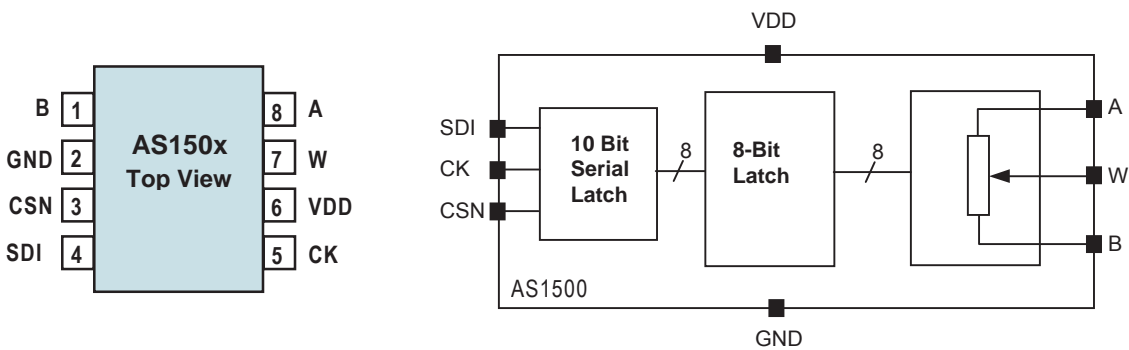 B 1
GND 2
CSN 3
SDI 4
AS150x
Top View
8 A
7 W
6 VDD
5 CK
VDD
SDI
CK
CSN
10 Bit
Serial
Latch
8
8-Bit
Latch
8
A
W
B
AS1500
GND